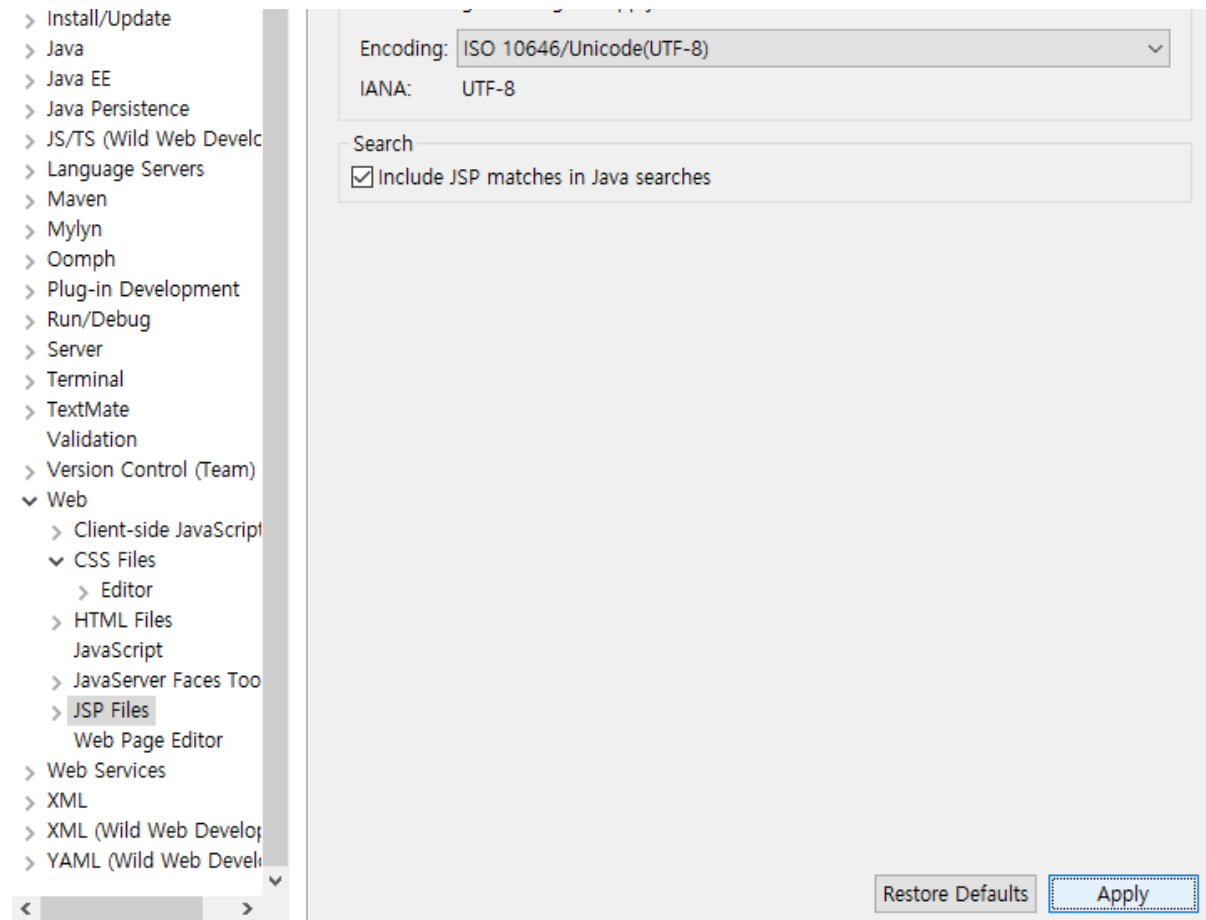 Install/Update
Java
Java EE
Java Persistence
JS/TS (Wild Web Develc
Language Servers
Maven
Mylyn
Oomph
Plug-in Development
Run/Debug
Server
Terminal
TextMate
Validation
Version Control (Team)
Web
Client-side JavaScript
CSS Files
Editor
HTML Files
JavaScript
JavaServer Faces Too
JSP Files
Web Page Editor
Web Services
XML
XML (Wild Web Develop
YAML (Wild Web Devel
Encoding: ISO 10646/Unicode(UTF-8)
IANA: UTF-8
Search
Include JSP matches in Java searches
Restore Defaults Apply